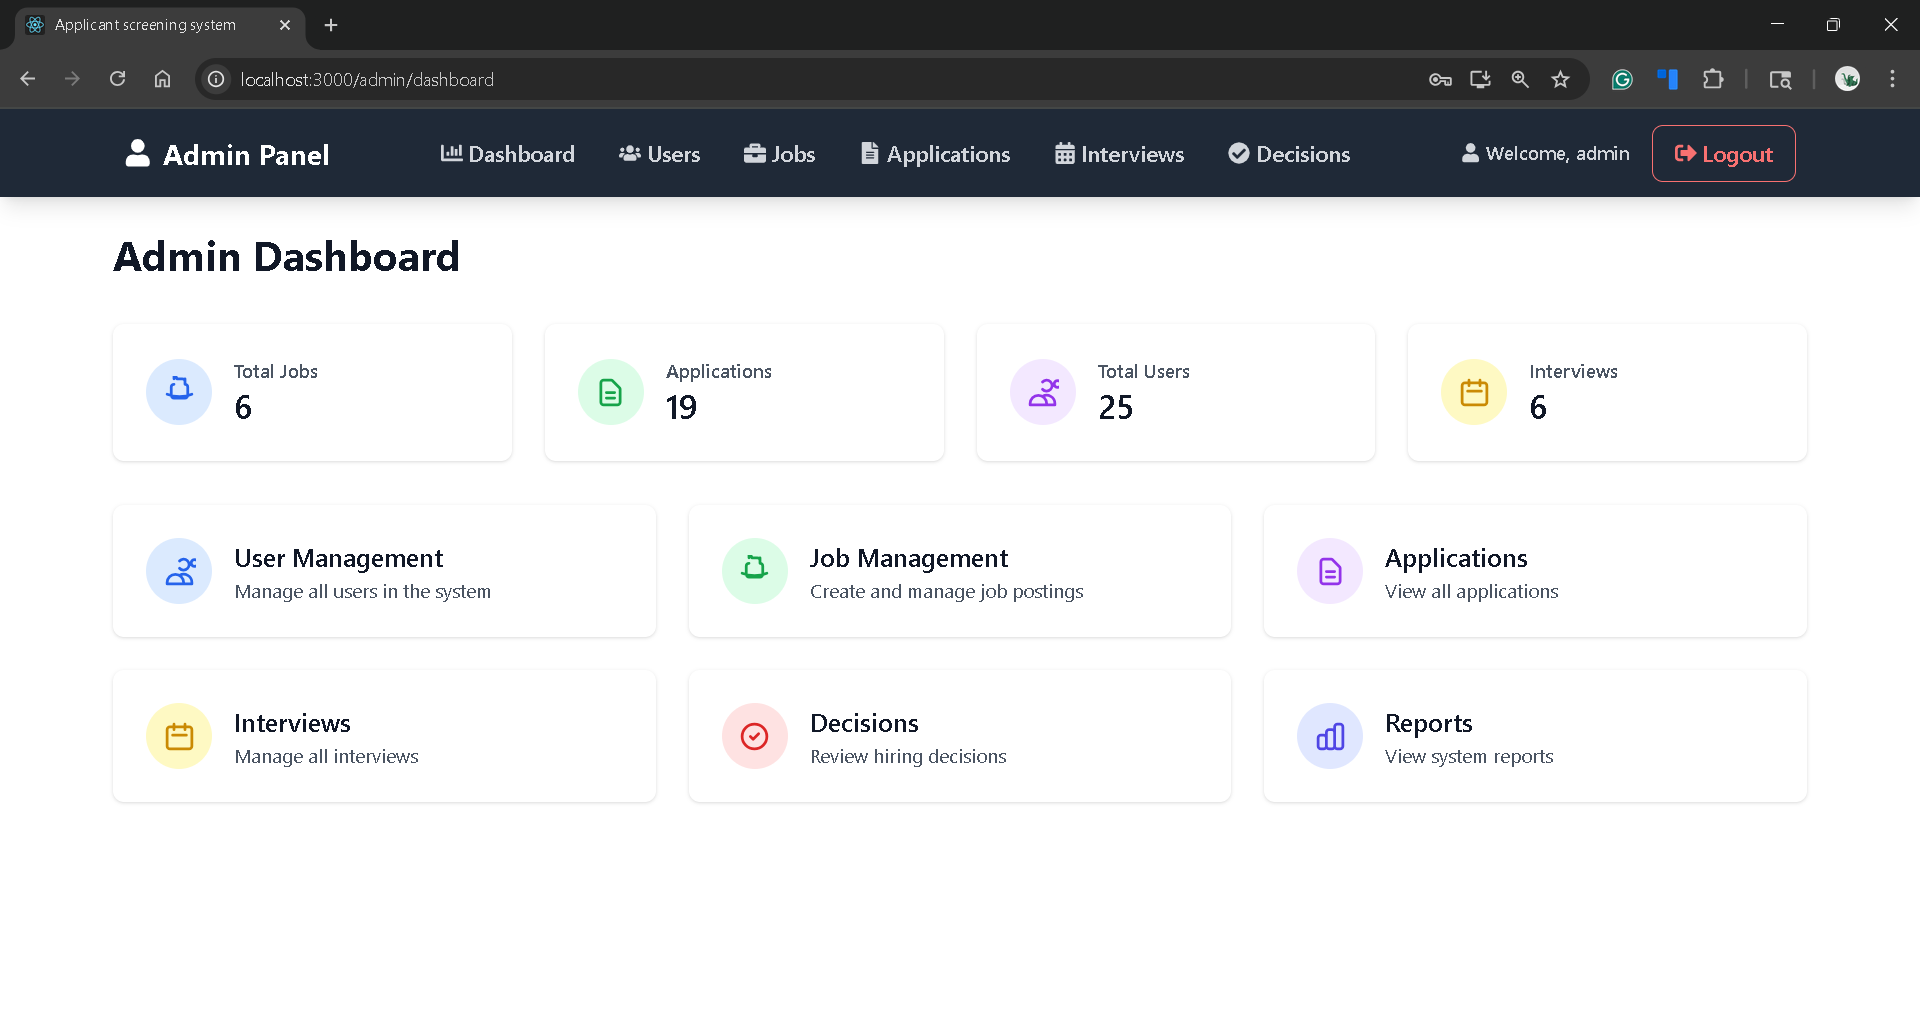 Applicant screening system
localhost:3000/admin/dashboard
Admin Panel
Dashboard
Users
Jobs
Applications
Interviews
Decisions
Welcome, admin
Logout
Admin Dashboard
Total Jobs
6
Applications
19
Total Users
25
Interviews
6
User Management
Manage all users in the system
Job Management
Create and manage job postings
Applications
View all applications
Interviews
Manage all interviews
Decisions
Review hiring decisions
Reports
View system reports